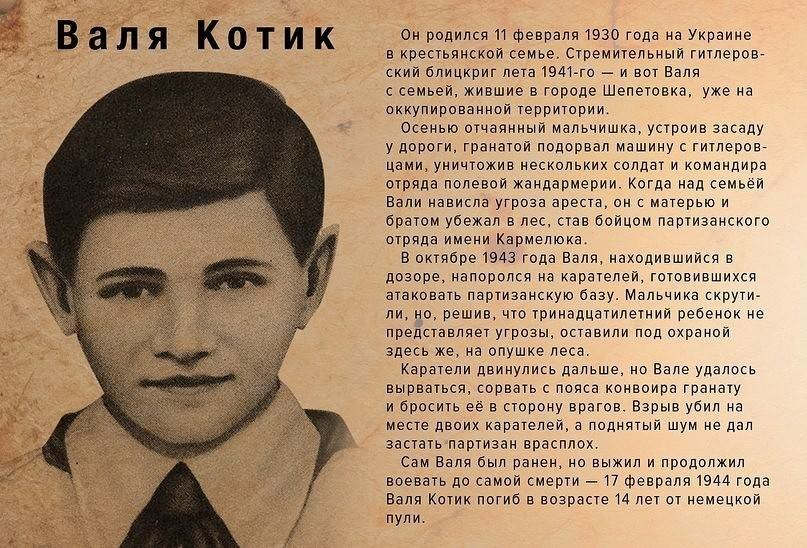 Валя Котик
Он родился 11 февраля 1930 года на Украине
в крестьянской семье. Стремительный гитлеров-
ский блицкриг лета 1941-го — и вот Валя
с семьей, жившие в городе Шепетовка, уже на
оккупированной территории.
Осенью отчаянный мальчишка, устроив засаду
у дороги, гранатой подорвал машину с гитлеров-
цами, уничтожив нескольких солдат и командира
отряда полевой жандармерии. Когда над семьёй
Вали нависла угроза ареста, он с матерью и
братом убежал в лес, став бойцом партизанского
отряда имени Кармелюка.
В октябре 1943 года Валя, находившийся в
дозоре, напоролся на карателей, готовившихся
атаковать партизанскую базу. Мальчика скрути-
ли, но, решив, что тринадцатилетний ребенок не
представляет угрозы, оставили под охраной
здесь же, на опушке леса.
Каратели двинулись дальше, но Вале удалось
вырваться, сорвать с пояса конвоира гранату
и бросить её в сторону врагов. Взрыв убил на
месте двоих карателей, а поднятый шум не дал
застать партизан врасплох.
Сам Валя был ранен, но выжил и продолжил
воевать до самой смерти — 17 февраля 1944 года
Валя Котик погиб в возрасте 14 лет от немецкой
пули.